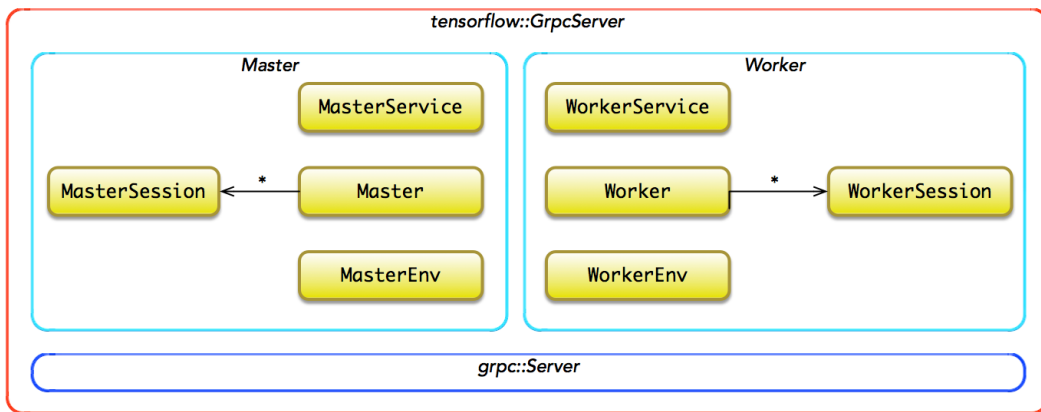 tensorflow::GrpcServer
Master
MasterService
MasterSession
*
Master
MasterEnv
Worker
WorkerService
Worker
*
WorkerSession
WorkerEnv
grpc::Server